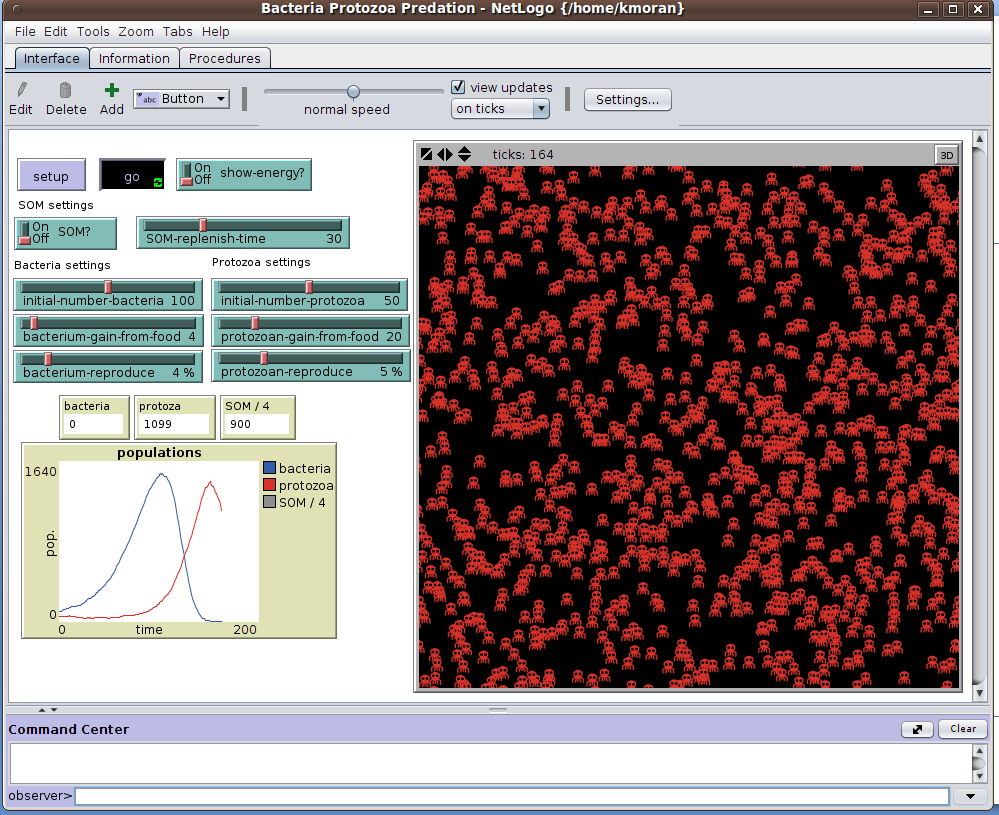 Bacteria Protozoa Predation - NetLogo {/home/kmoran}
File Edit Tools Zoom Tabs Help
Interface Information Procedures
Edit Delete Add abc Button normal speed view updates on ticks Settings...
setup go On Off show-energy?
SOM settings
On Off SOM? SOM-replenish-time 30
Bacteria settings Protozoa settings
initial-number-bacteria 100 initial-number-protozoa 50
bacterium-gain-from-food 4 protozoan-gain-from-food 20
bacterium-reproduce 4 % protozoan-reproduce 5 %
bacteria protoza SOM / 4
0 1099 900
populations
1640
pop.
0
0 time 200
bacteria
protozoa
SOM / 4
ticks: 164 3D
Command Center Clear
observer>